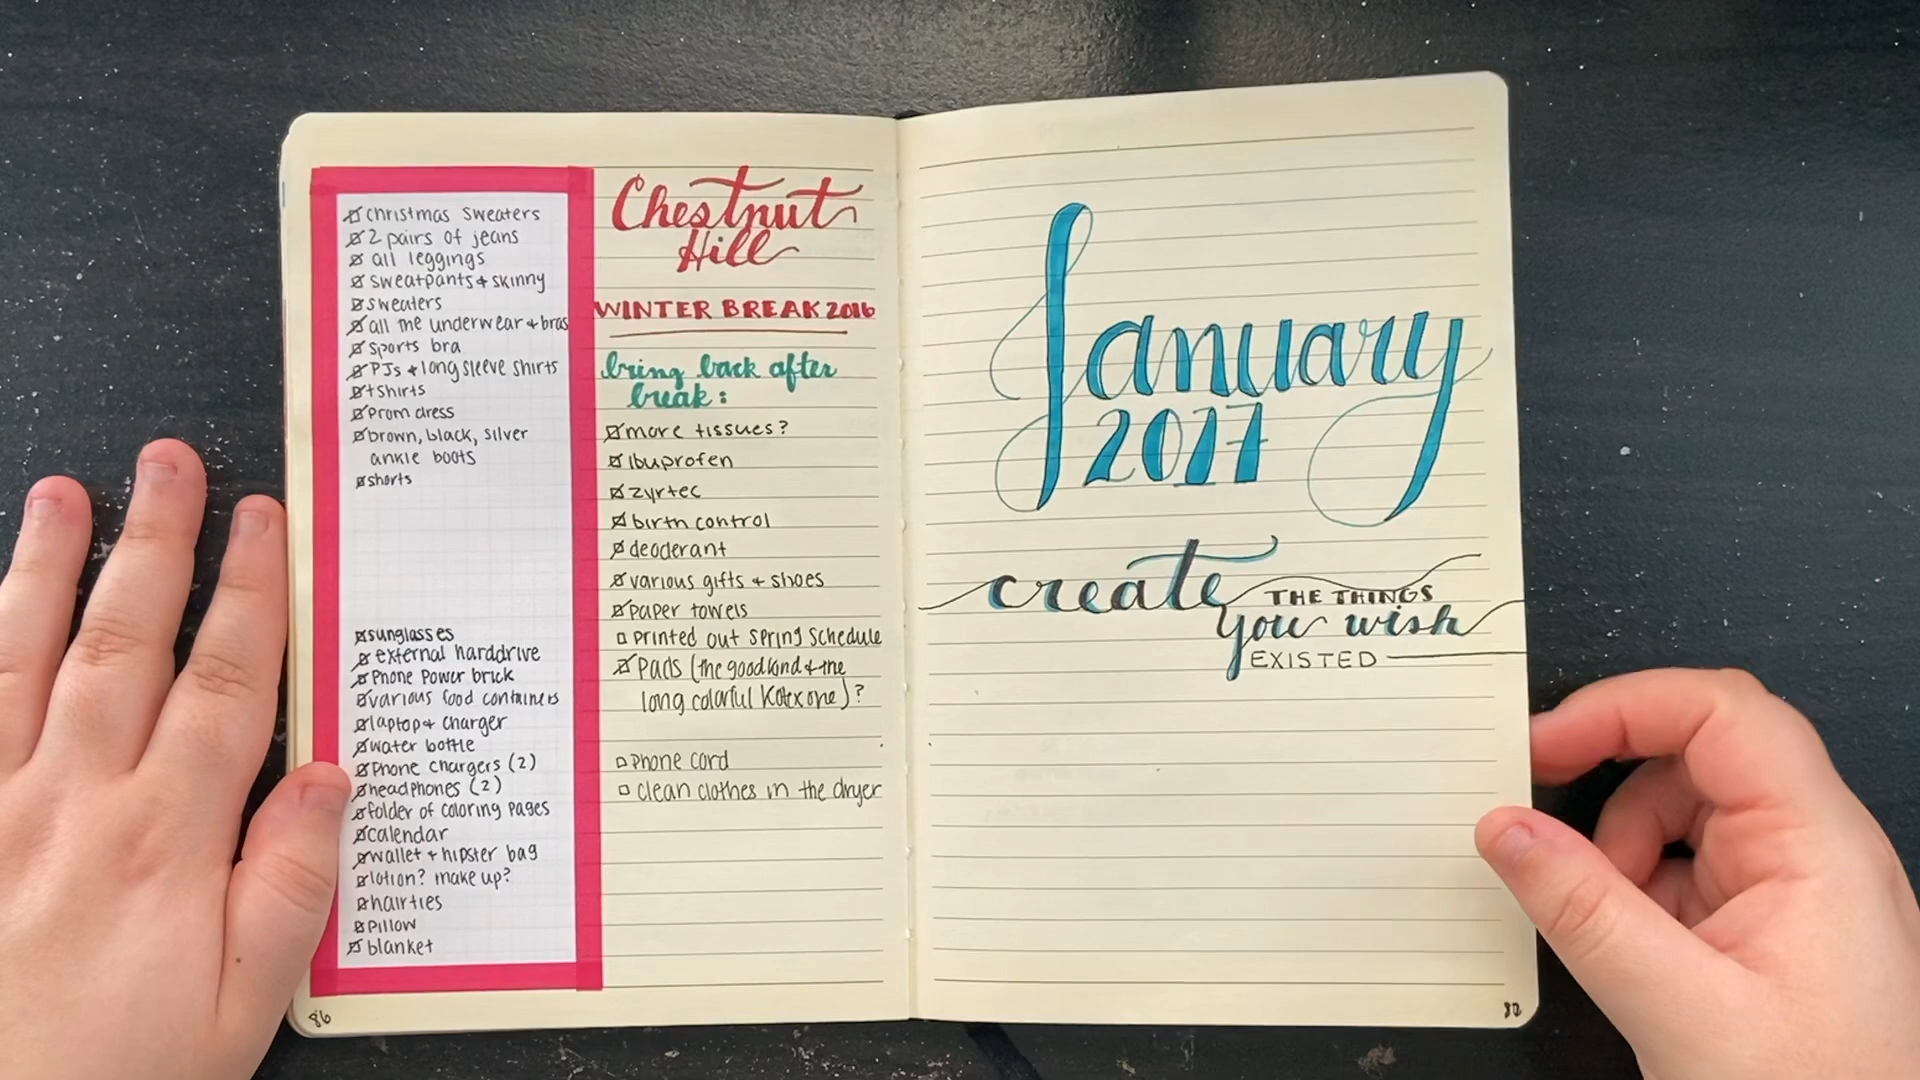 christmas sweaters
2 pairs of jeans
all leggings
sweatpants + skinny
sweaters
all the underwear + bras
sports bra
PJs + long sleeve shirts
tshirts
prom dress
brown, black, silver
ankle boots
shorts
sunglasses
external harddrive
Phone Power brick
various food containers
laptop + charger
water bottle
Phone chargers (2)
headphones (2)
folder of coloring pages
calendar
wallet + hipster bag
lotion? make up?
hairties
pillow
blanket
86
Chestnut
Hill
WINTER BREAK 2016
bring back after
break:
more tissues?
ibuprofen
zyrtec
birth control
deoderant
various gifts + shoes
paper towels
printed out spring schedule
Pads (the good kind + the
long colorful Kotex one)?
Phone cord
clean clothes in the dryer
January
2017
create THE THINGS
you wish
EXISTED